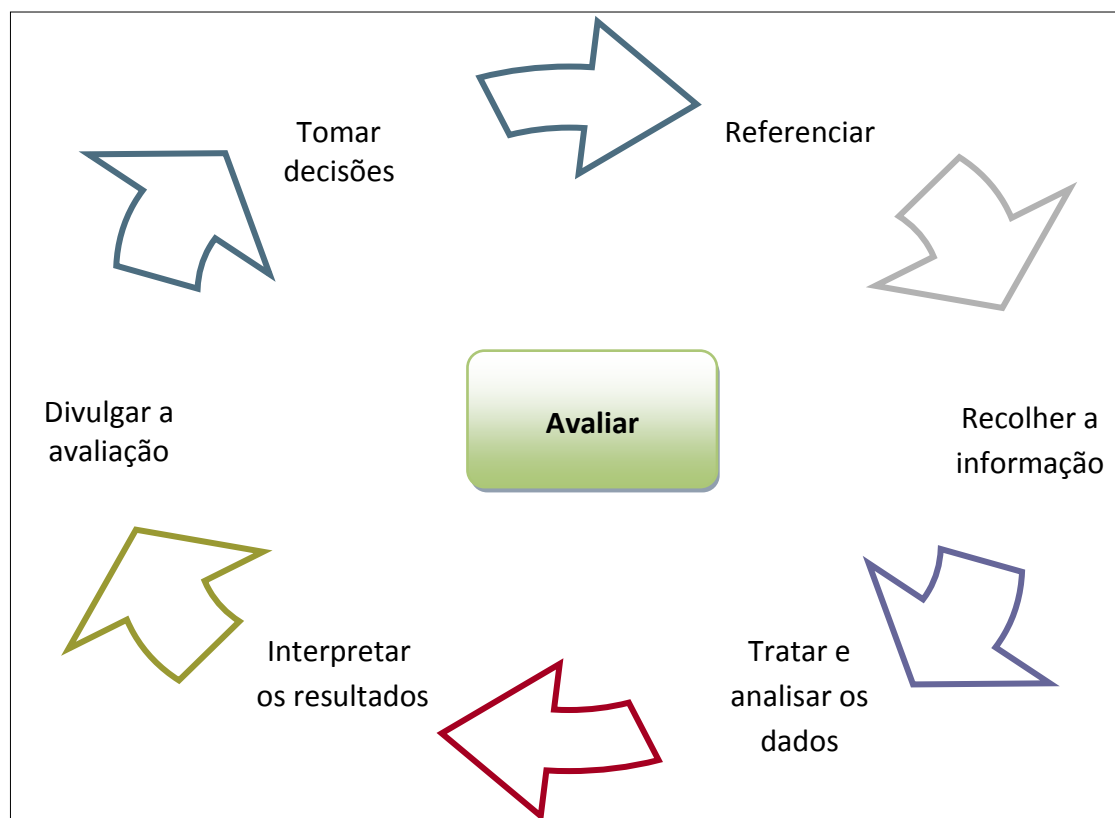 Tomar
decisões
Referenciar
Recolher a
informação
Tratar e
analisar os
dados
Interpretar
os resultados
Divulgar a
avaliação
Avaliar